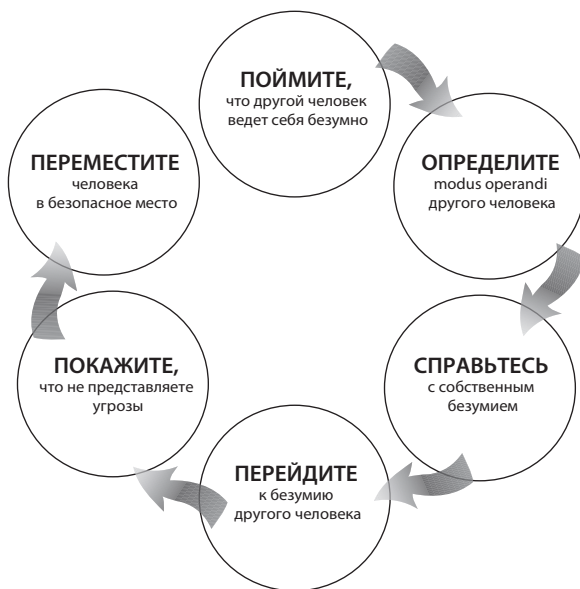 ПОЙМИТЕ,
что другой человек
ведет себя безумно
ОПРЕДЕЛИТЕ
modus operandi
другого человека
СПРАВЬТЕСЬ
с собственным
безумием
ПЕРЕЙДИТЕ
к безумию
другого человека
ПОКАЖИТЕ,
что не представляете
угрозы
ПЕРЕМЕСТИТЕ
человека
в безопасное место